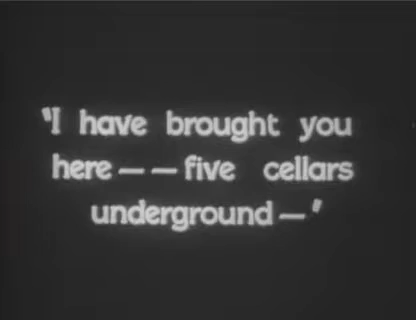 "I have brought you
here — — five cellars
underground — "